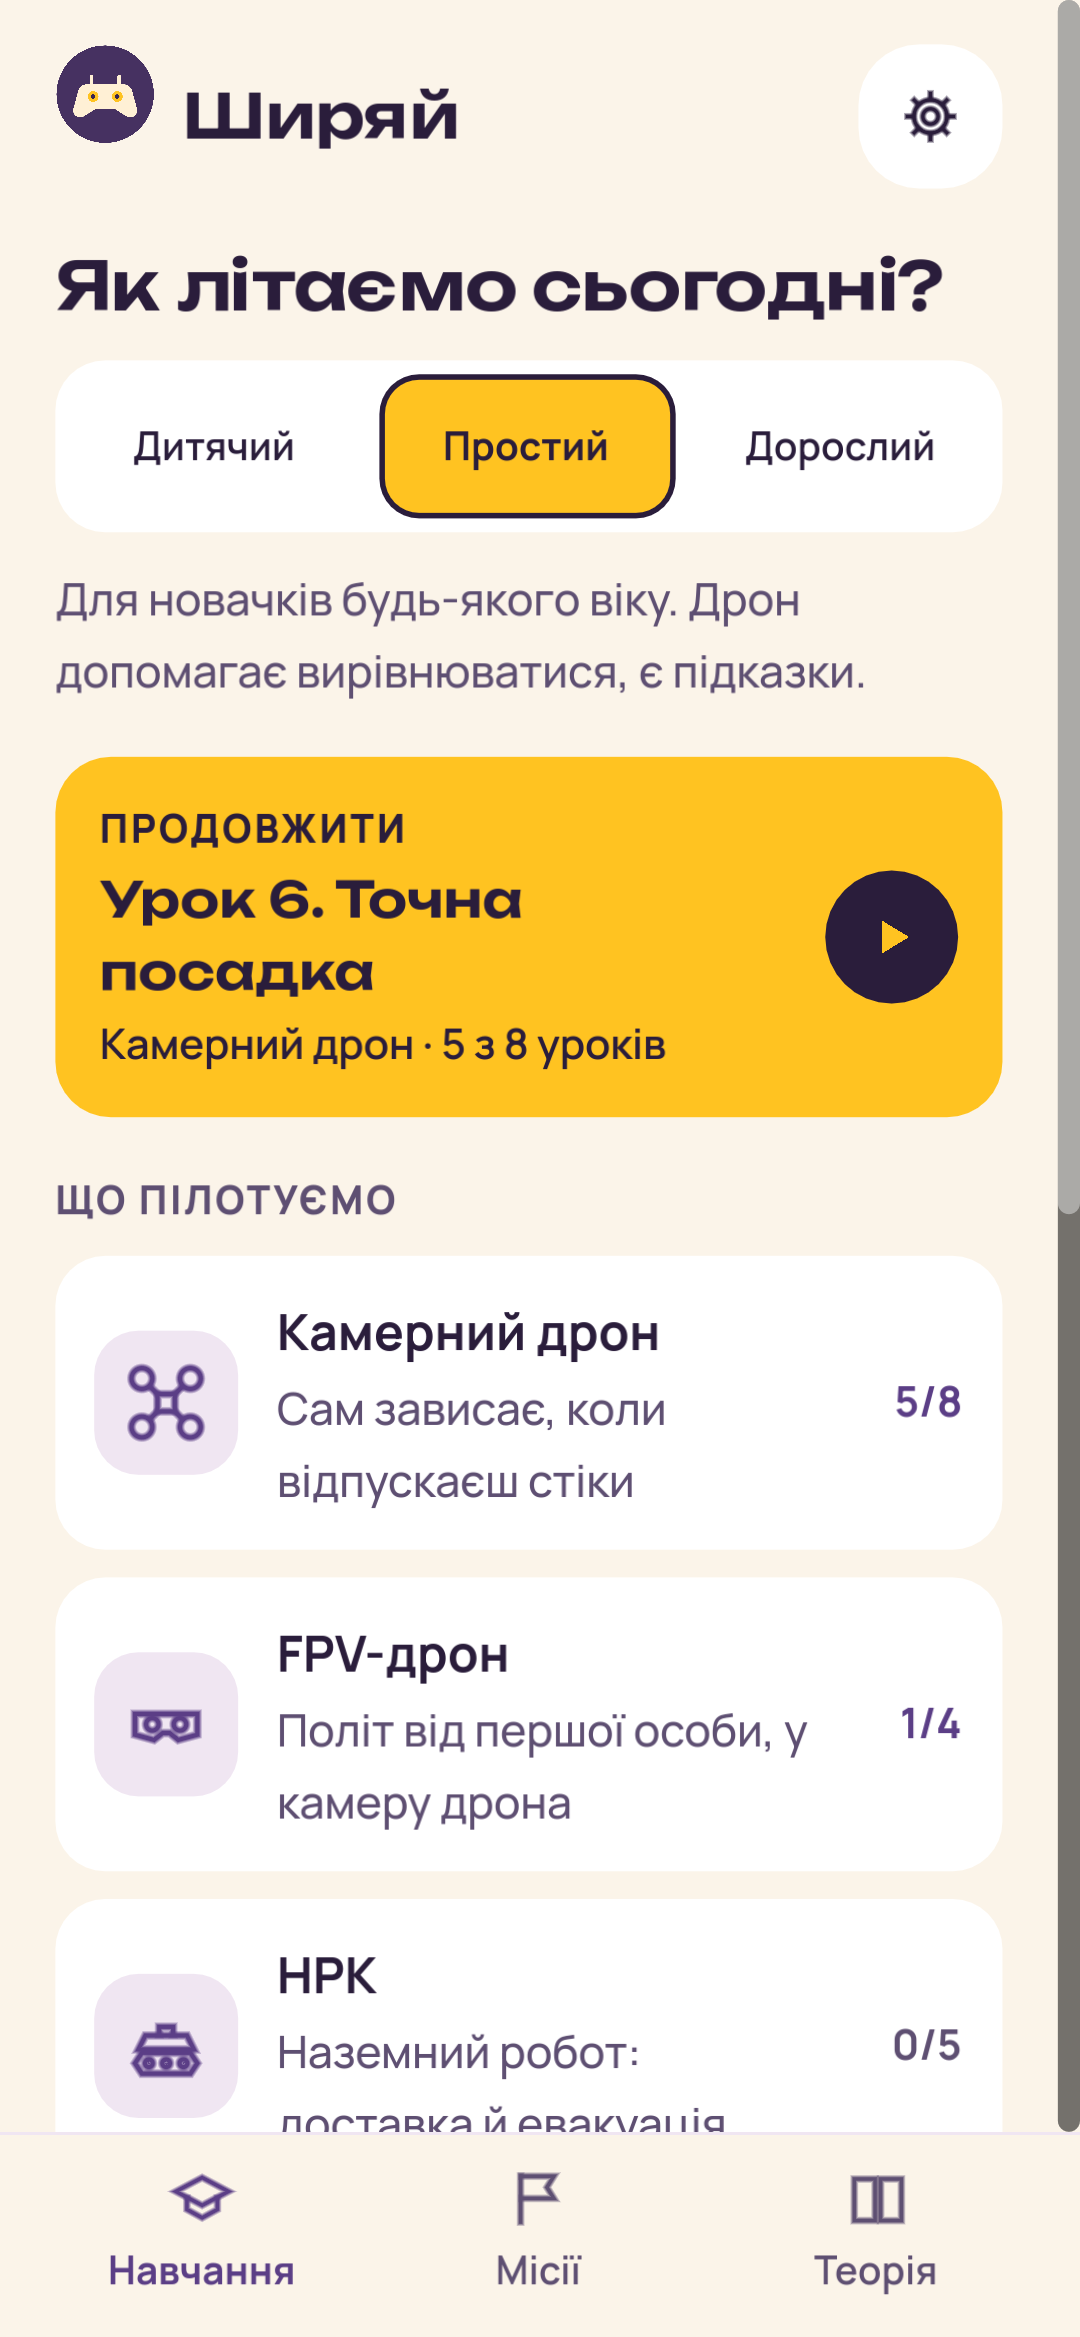 Ширяй
Як літаємо сьогодні?
Дитячий
Простий
Дорослий
Для новачків будь-якого віку. Дрон
допомагає вирівнюватися, є підказки.
ПРОДОВЖИТИ
Урок 6. Точна
посадка
Камерний дрон · 5 з 8 уроків
ЩО ПІЛОТУЄМО
Камерний дрон
Сам зависає, коли
відпускаєш стіки
5/8
FPV-дрон
Політ від першої особи, у
камеру дрона
1/4
НРК
Наземний робот:
доставка й евакуація
0/5
Навчання
Місії
Теорія